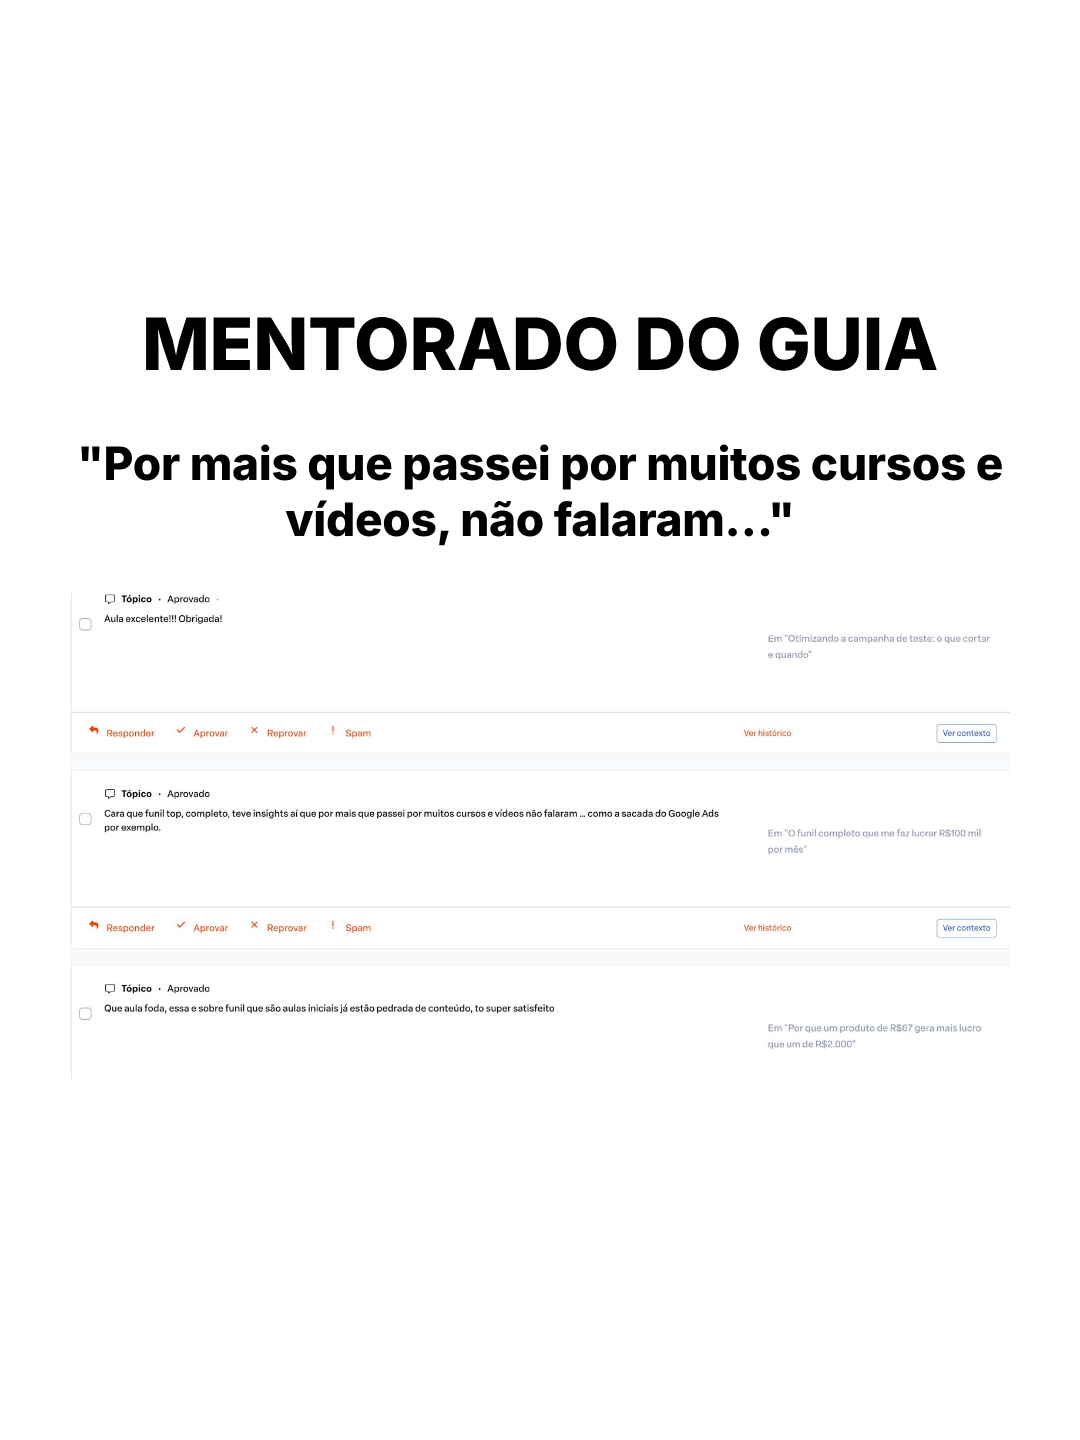 MENTORADO DO GUIA
"Por mais que passei por muitos cursos e
vídeos, não falaram..."
Tópico · Aprovado ·
Aula excelente!!! Obrigada!
Em "Otimizando a campanha de teste: o que cortar
e quando"
Responder Aprovar Reprovar Spam Ver histórico Ver contexto
Tópico · Aprovado
Cara que funil top, completo, teve insights aí que por mais que passei por muitos cursos e vídeos não falaram ... como a sacada do Google Ads
por exemplo.
Em "O funil completo que me faz lucrar R$100 mil
por mês"
Responder Aprovar Reprovar Spam Ver histórico Ver contexto
Tópico · Aprovado
Que aula foda, essa e sobre funil que são aulas iniciais já estão pedrada de conteúdo, to super satisfeito
Em "Por que um produto de R$67 gera mais lucro
que um de R$2.000"